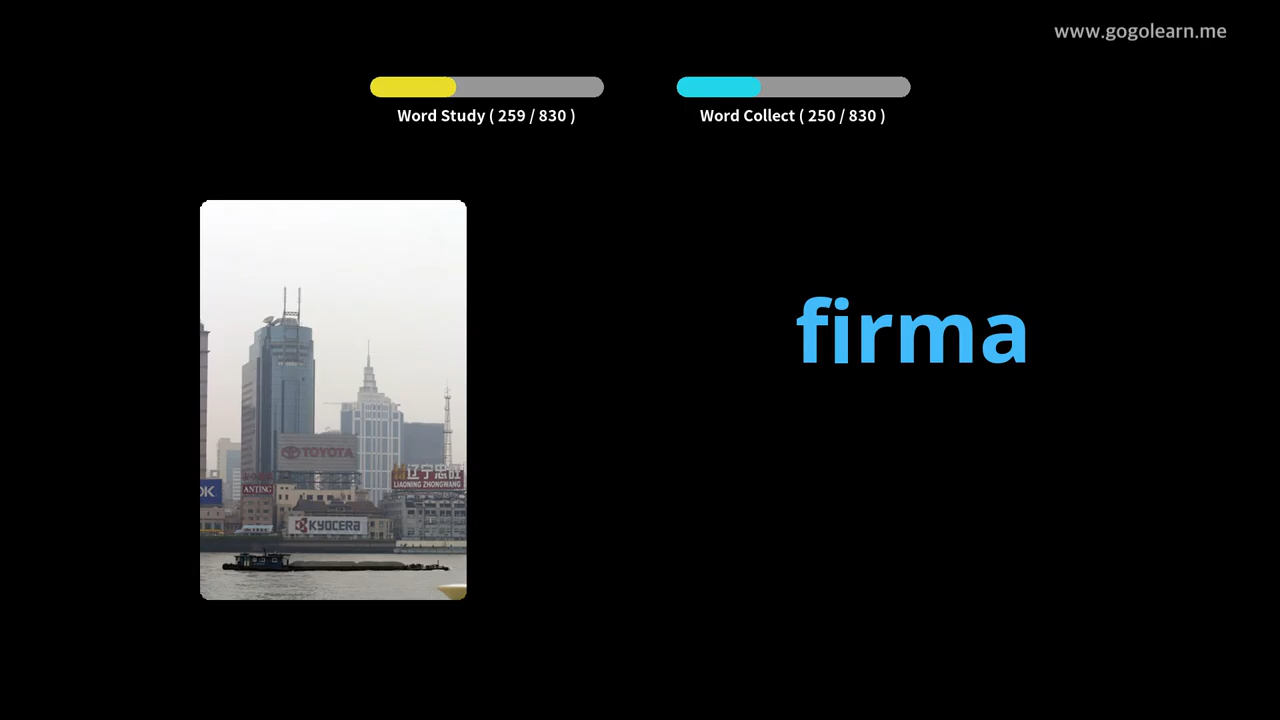 www.gogolearn.me
Word Study ( 259 / 830 )
Word Collect ( 250 / 830 )
firma
TOYOTA
辽宁忠旺
LIAONING ZHONGWANG
OK
ANTING
KYOCERA